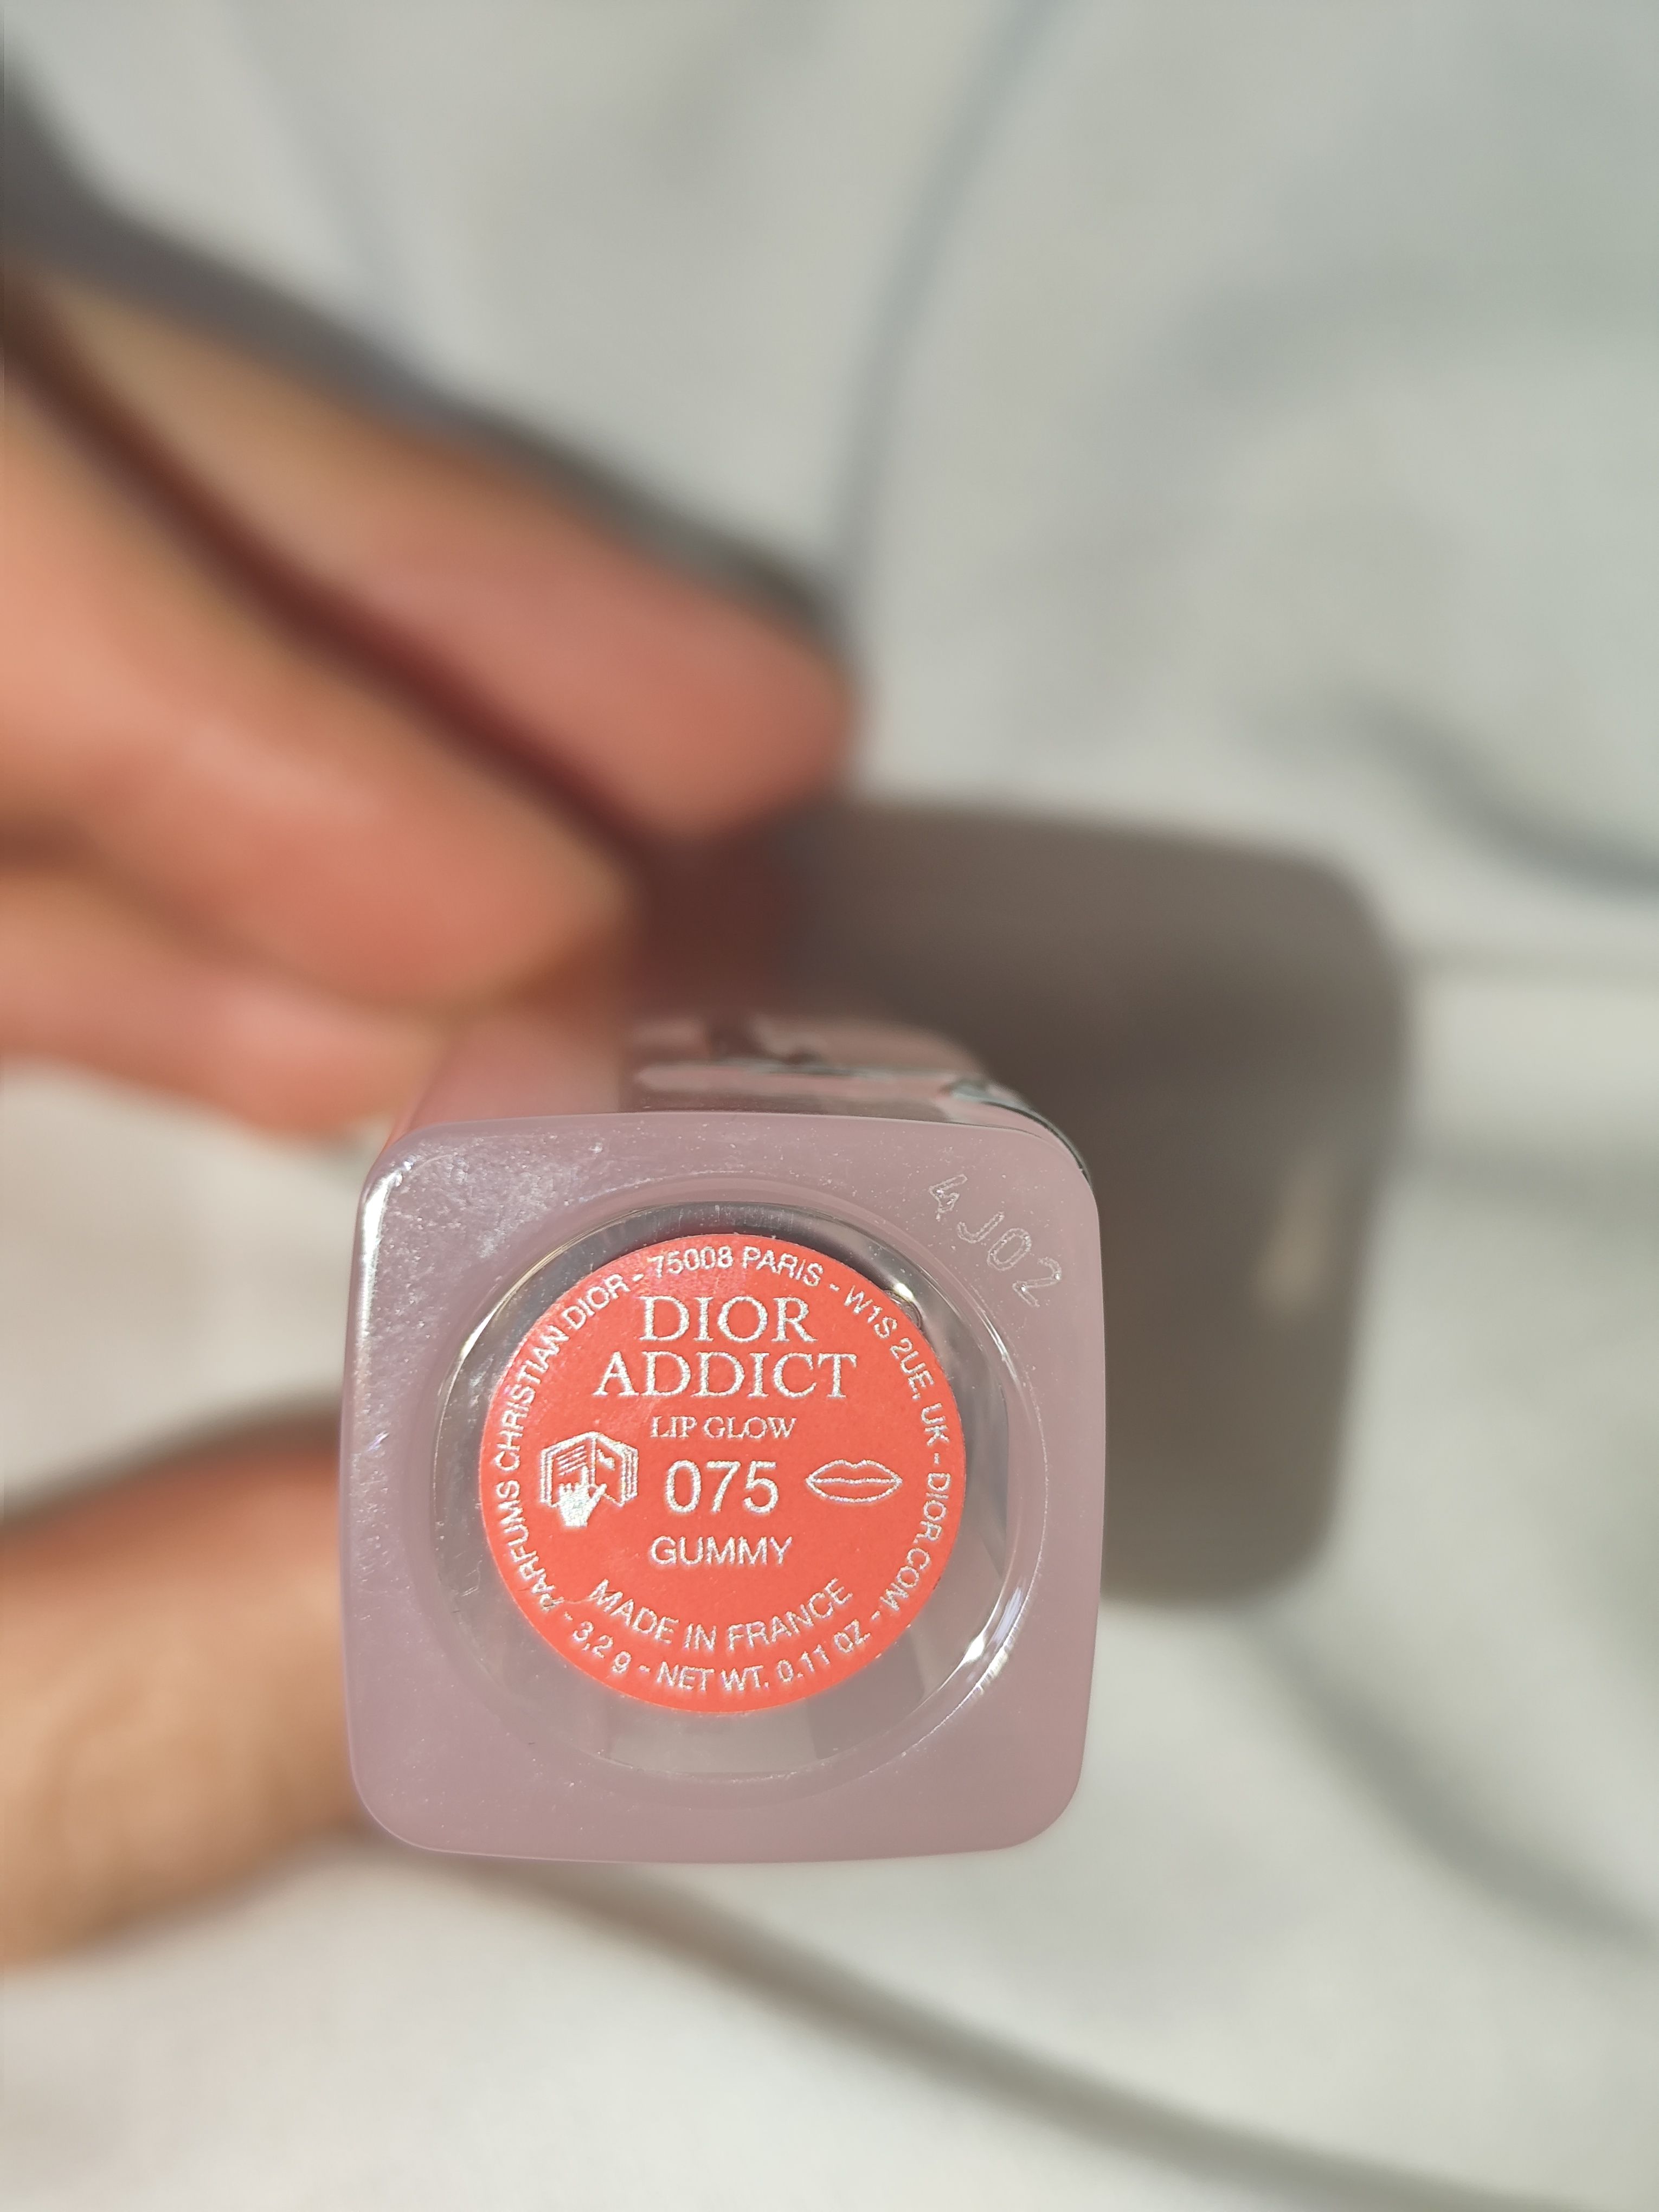 4J02
PARFUMS CHRISTIAN DIOR - 75008 PARIS - W1S 2UE, UK - DIOR.COM -
DIOR
ADDICT
LIP GLOW
075
GUMMY
MADE IN FRANCE
3,2 g - NET WT. 0.11 OZ -